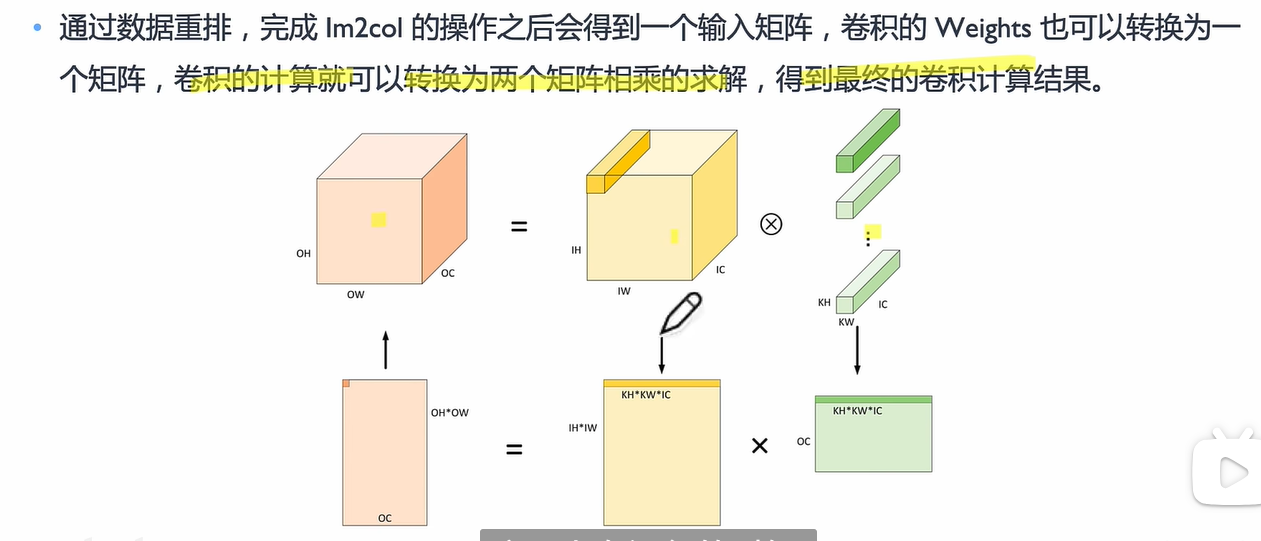 通过数据重排，完成 Im2col 的操作之后会得到一个输入矩阵，卷积的 Weights 也可以转换为一
个矩阵，卷积的计算就可以转换为两个矩阵相乘的求解，得到最终的卷积计算结果。
OH
OW
OC
=
IH
IW
IC
⊗
⋮
KH
KW
IC
OH*OW
OC
=
IH*IW
KH*KW*IC
×
OC
KH*KW*IC